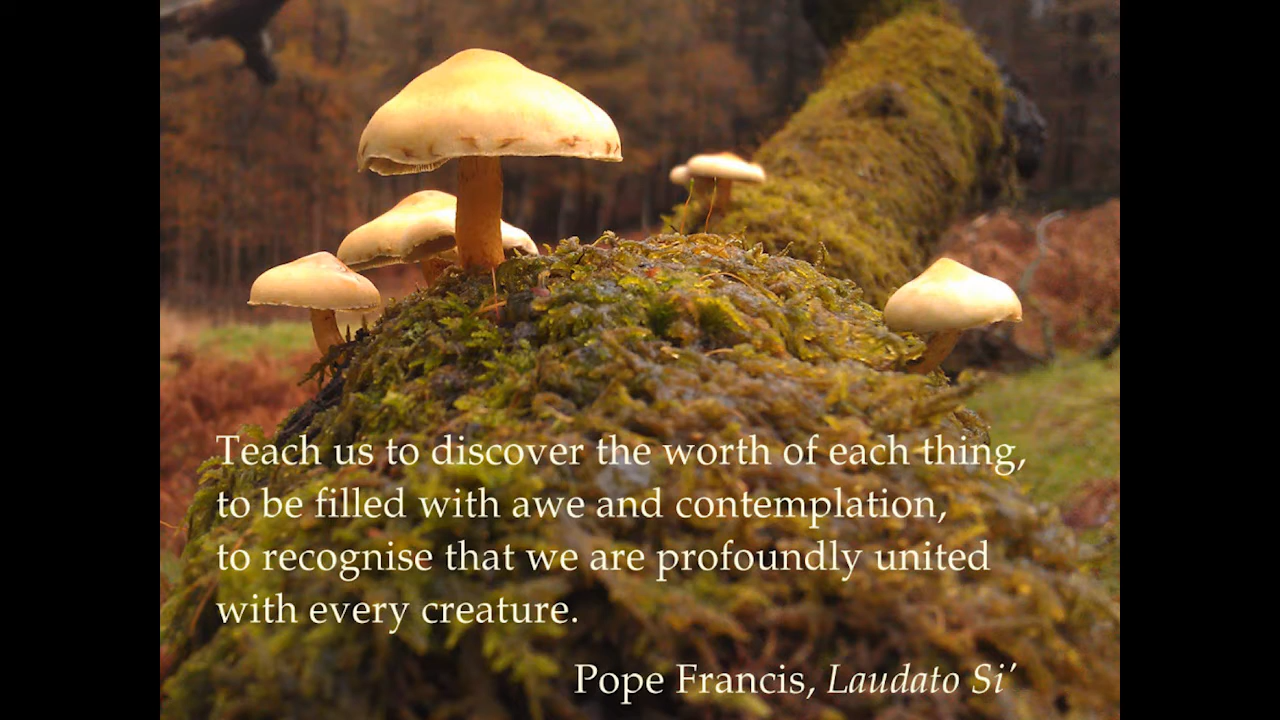 Teach us to discover the worth of each thing,
to be filled with awe and contemplation,
to recognise that we are profoundly united
with every creature.
Pope Francis, Laudato Si’